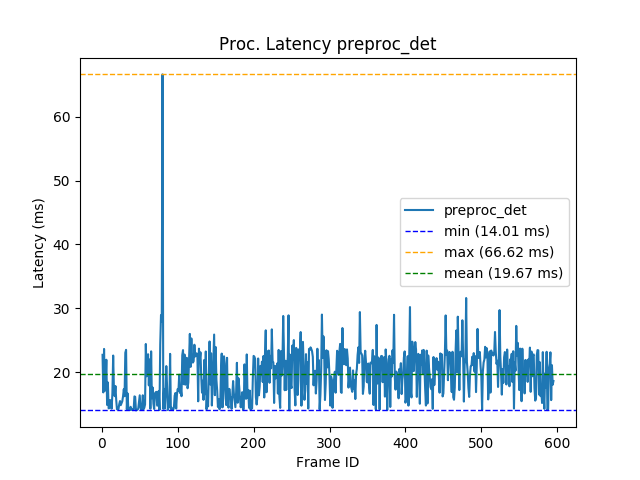 Proc. Latency preproc_det
Latency (ms)
60
50
40
30
20
preproc_det
min (14.01 ms)
max (66.62 ms)
mean (19.67 ms)
0
100
200
300
400
500
600
Frame ID